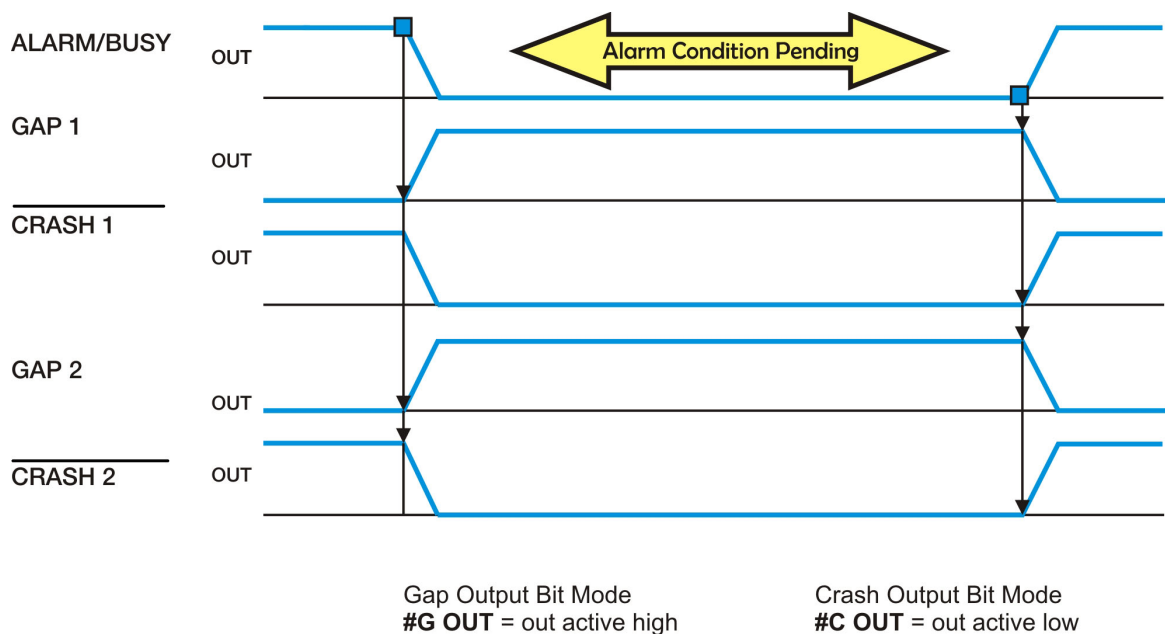 ALARM/BUSY
OUT
Alarm Condition Pending
GAP 1
OUT
CRASH 1
OUT
GAP 2
OUT
CRASH 2
OUT
Gap Output Bit Mode
#G OUT = out active high
Crash Output Bit Mode
#C OUT = out active low